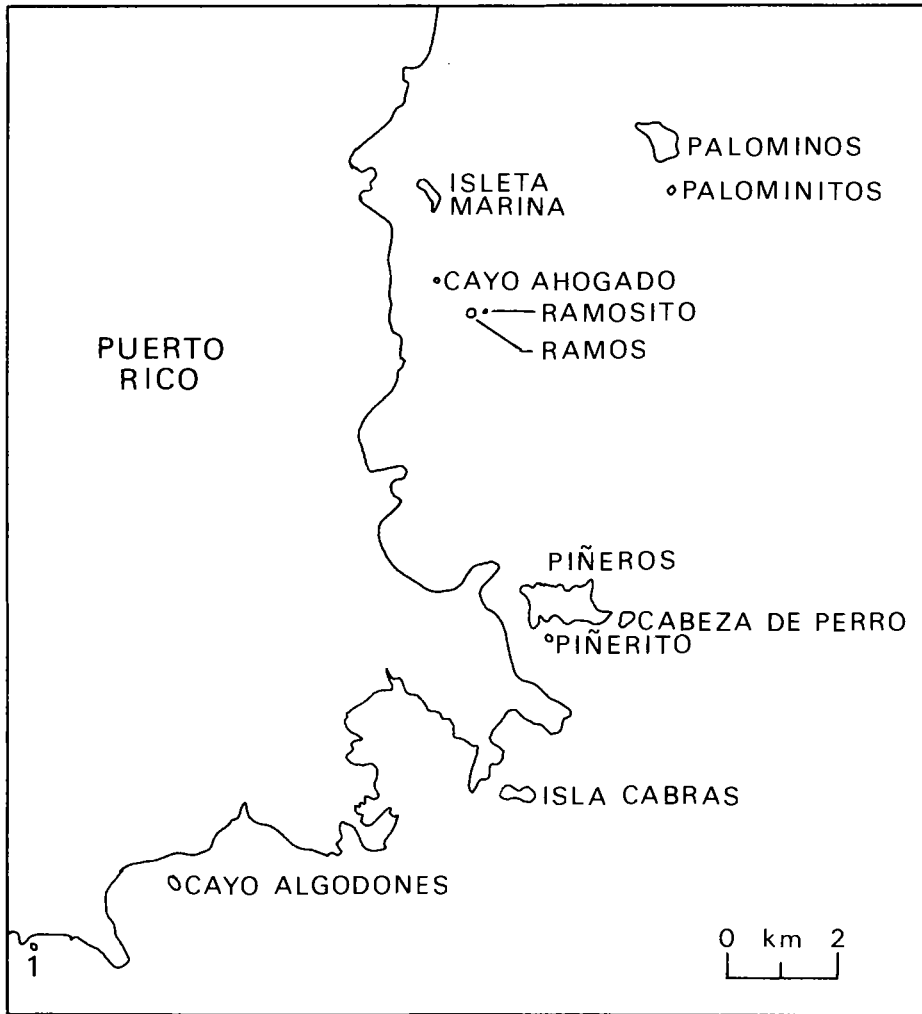 PALOMINOS
ISLETA
MARINA
PALOMINITOS
CAYO AHOGADO
RAMOSITO
RAMOS
PUERTO
RICO
PIÑEROS
CABEZA DE PERRO
PIÑERITO
ISLA CABRAS
CAYO ALGODONES
0 km 2
1